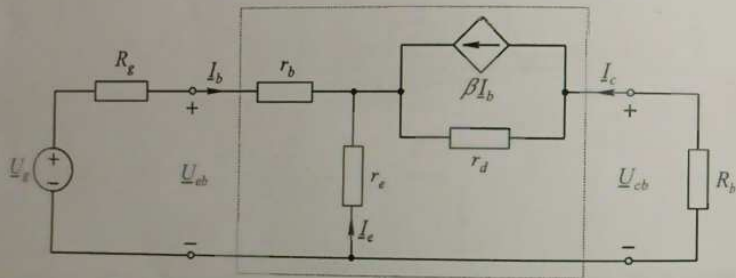 R_g
I_b
r_b
βI_b
I_c
+
+
+
−
U_g
U_eb
r_e
r_d
U_cb
R_b
I_e
−
−